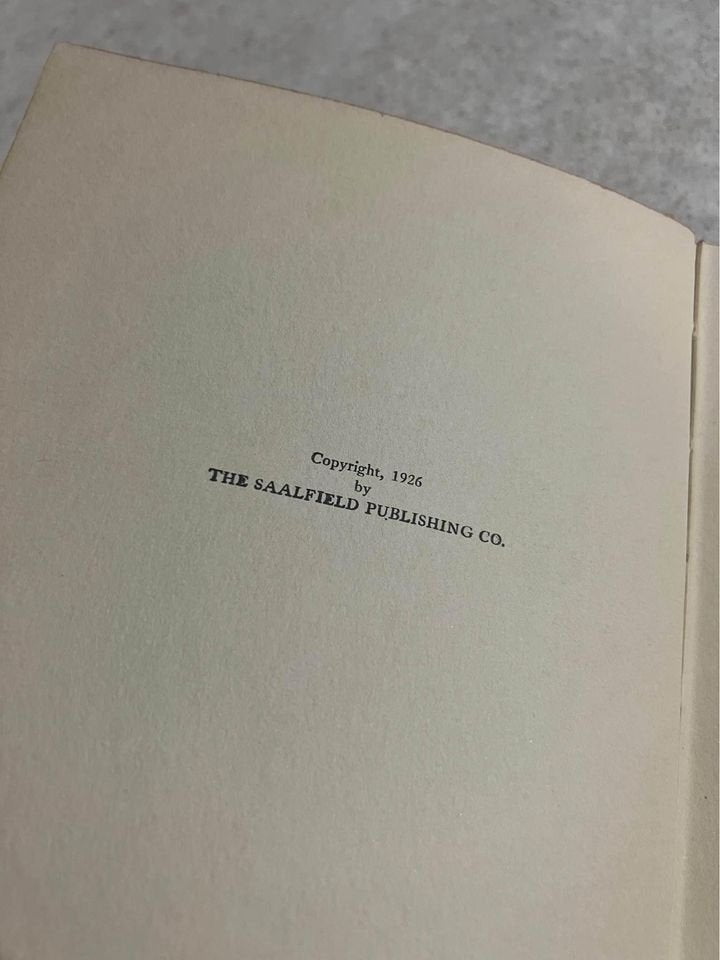 Copyright, 1926
by
THE SAALFIELD PUBLISHING CO.